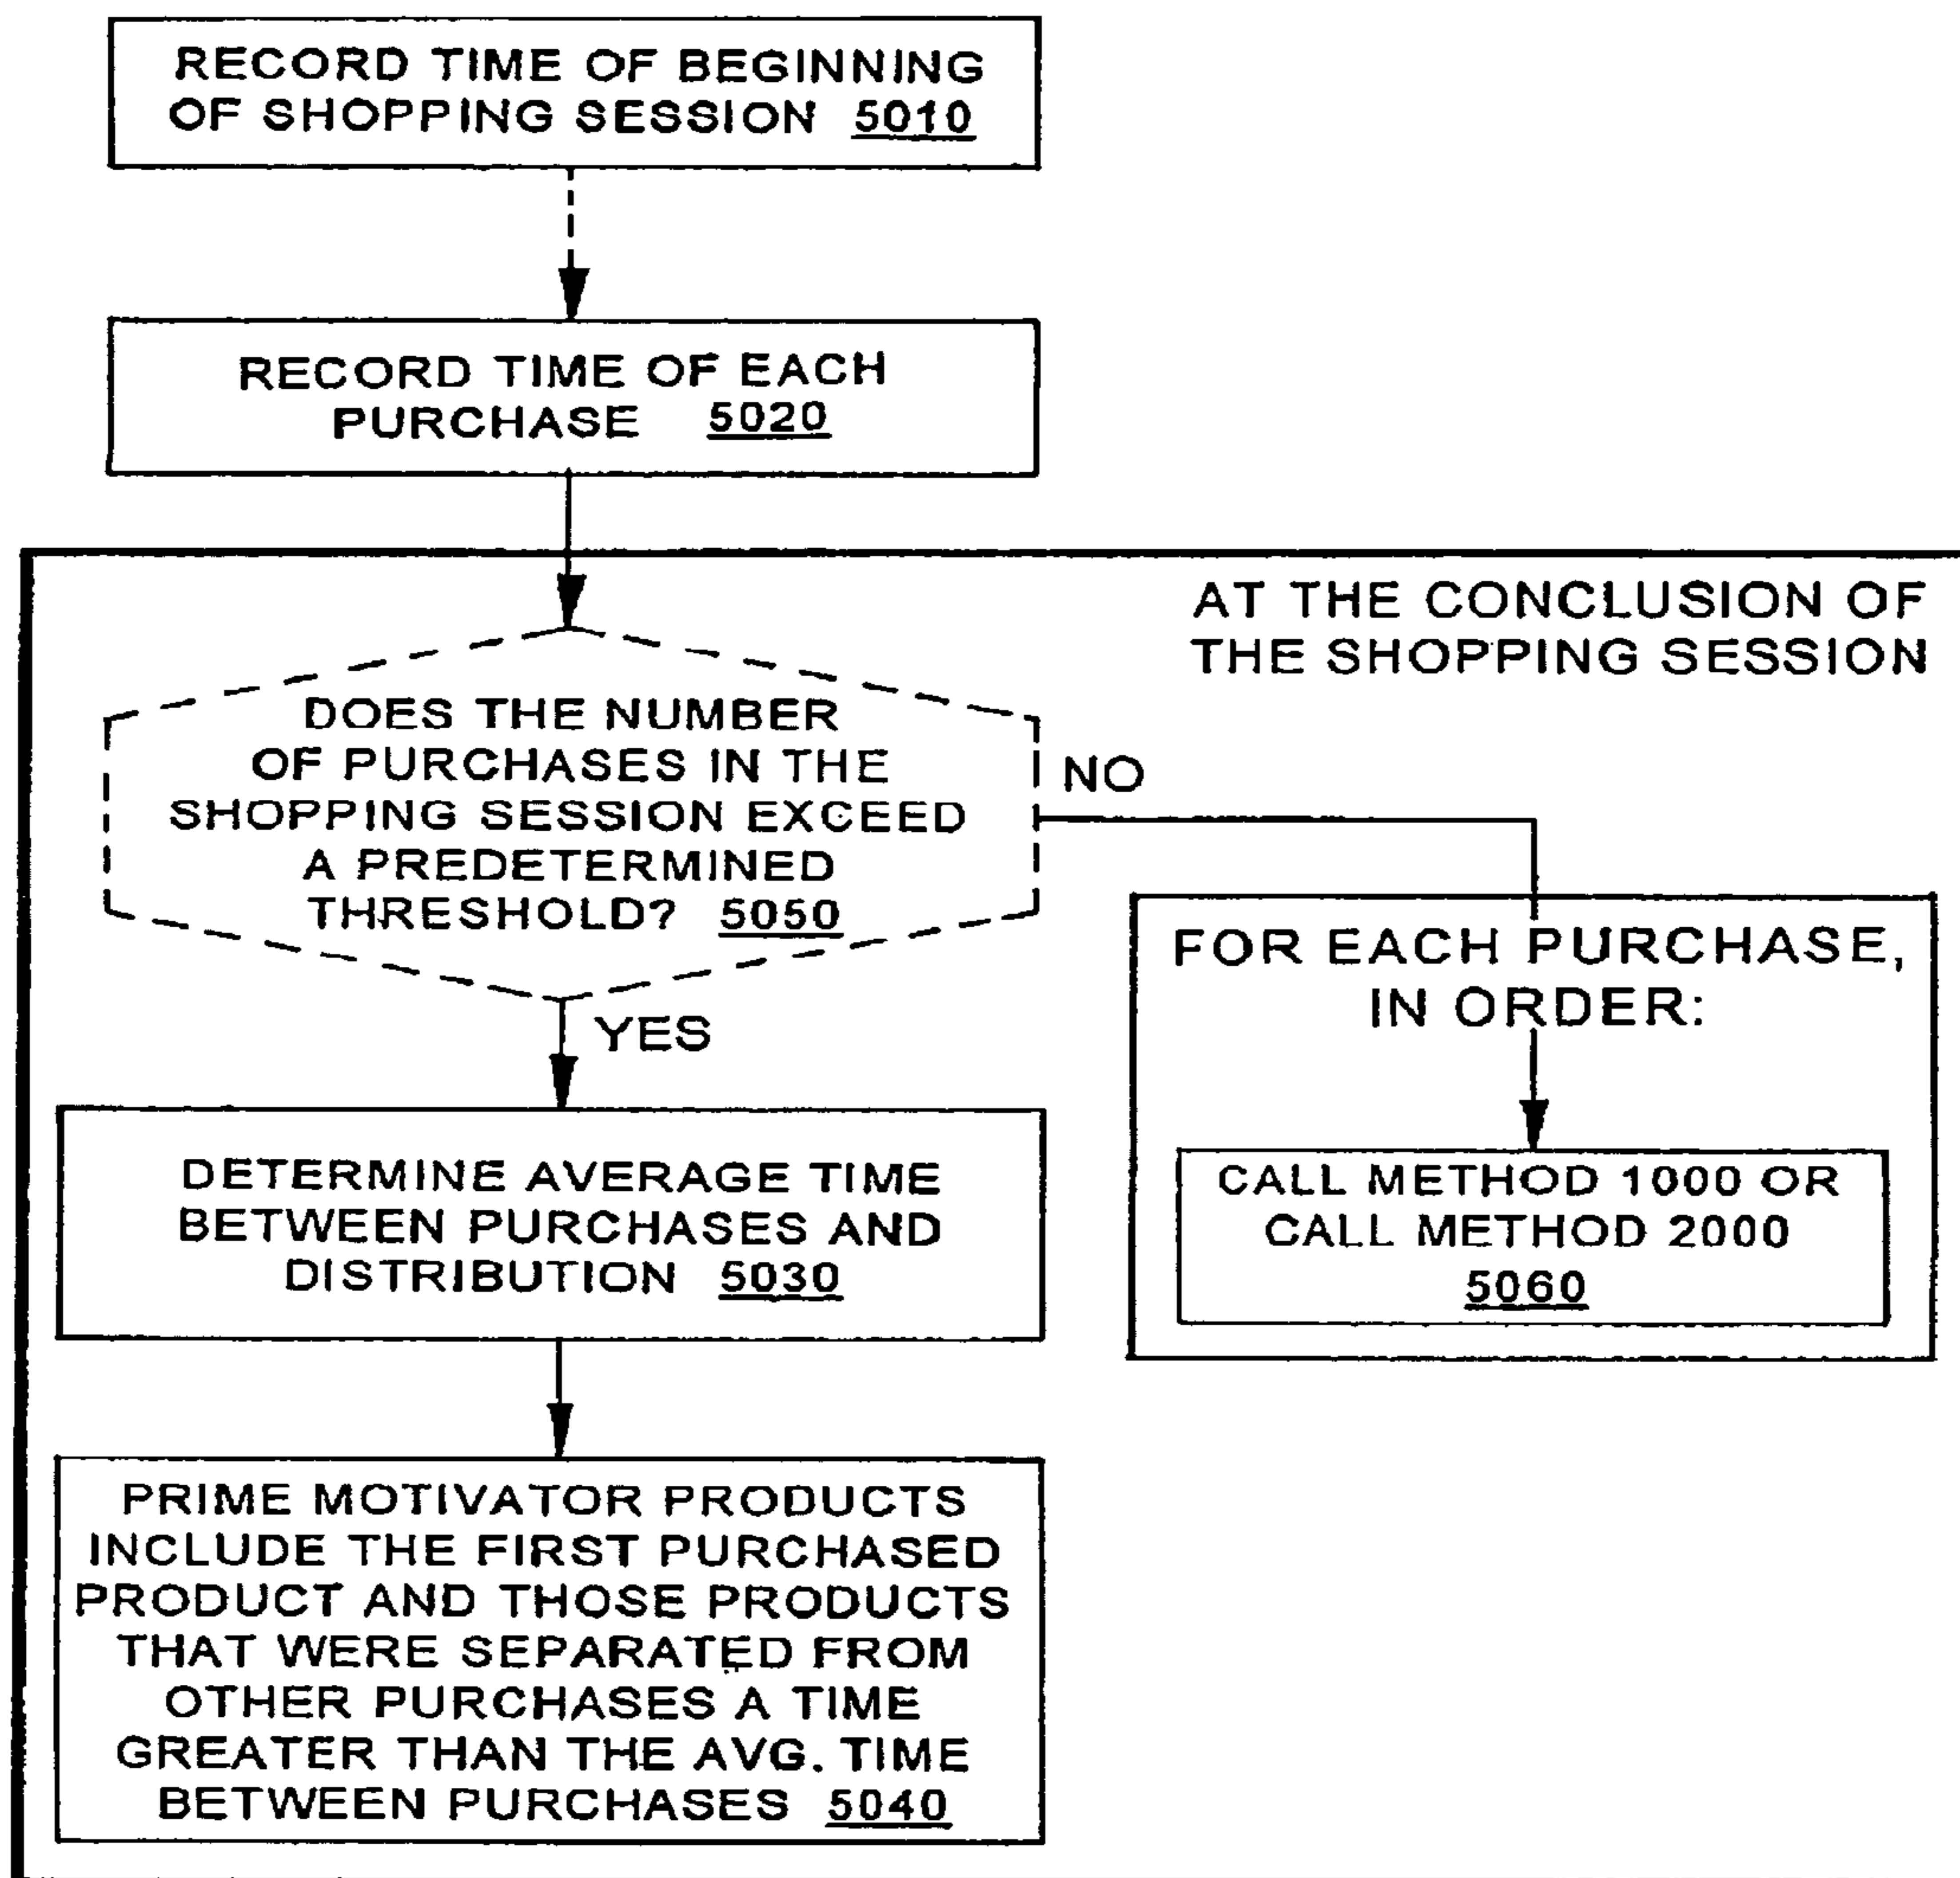 RECORD TIME OF BEGINNING
OF SHOPPING SESSION 5010
RECORD TIME OF EACH
PURCHASE 5020
AT THE CONCLUSION OF
THE SHOPPING SESSION
DOES THE NUMBER
OF PURCHASES IN THE
SHOPPING SESSION EXCEED
A PREDETERMINED
THRESHOLD? 5050
NO
YES
FOR EACH PURCHASE,
IN ORDER:
CALL METHOD 1000 OR
CALL METHOD 2000
5060
DETERMINE AVERAGE TIME
BETWEEN PURCHASES AND
DISTRIBUTION 5030
PRIME MOTIVATOR PRODUCTS
INCLUDE THE FIRST PURCHASED
PRODUCT AND THOSE PRODUCTS
THAT WERE SEPARATED FROM
OTHER PURCHASES A TIME
GREATER THAN THE AVG. TIME
BETWEEN PURCHASES 5040